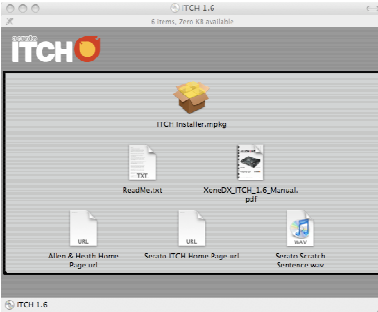 ITCH 1.6
6 items, Zero KB available
serato
ITCH
ITCH Installer.mpkg
TXT
ReadMe.txt
XoneDX_ITCH_1.6_Manual.
pdf
URL
URL
WAV
Allen & Heath Home
Page.url
Serato ITCH Home Page.url
Serato Scratch
Sentence.wav
ITCH 1.6